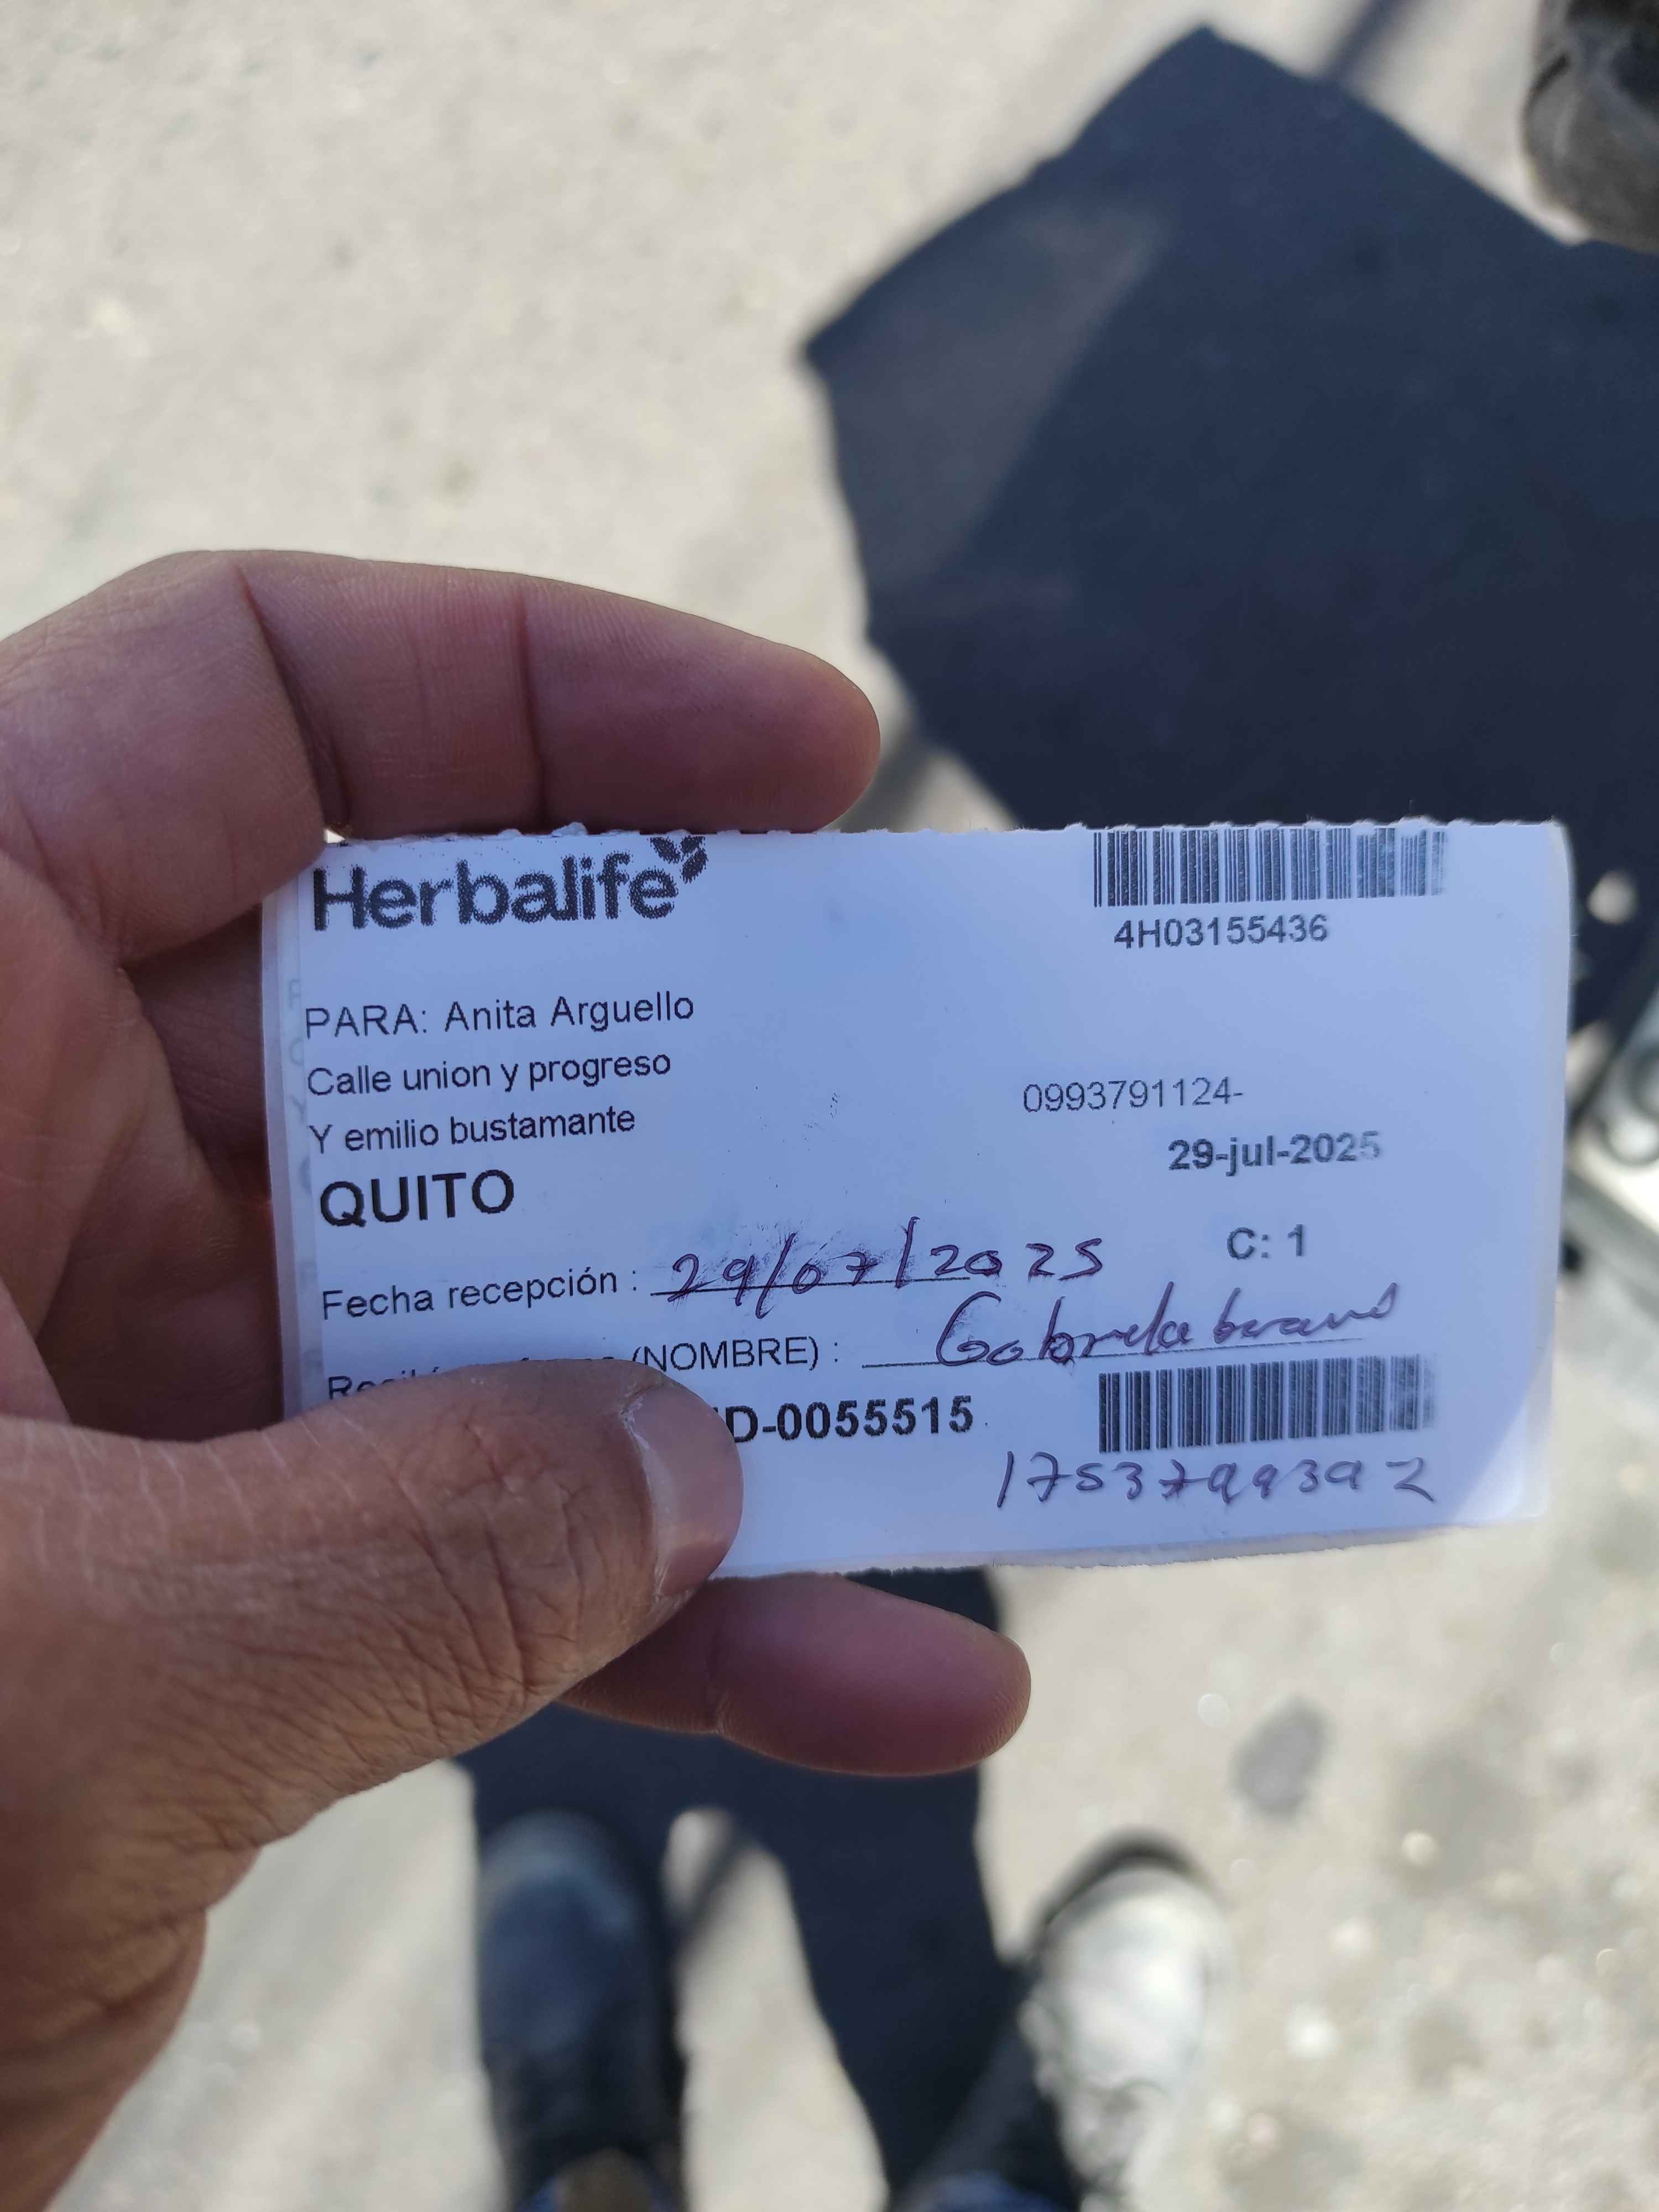 Herbalife
4H03155436
PARA: Anita Arguello
Calle union y progreso
0993791124-
Y emilio bustamante
29-jul-2025
QUITO
C: 1
Fecha recepción : 29/07/2025
(NOMBRE) : Gabriela
D-0055515
1753799392